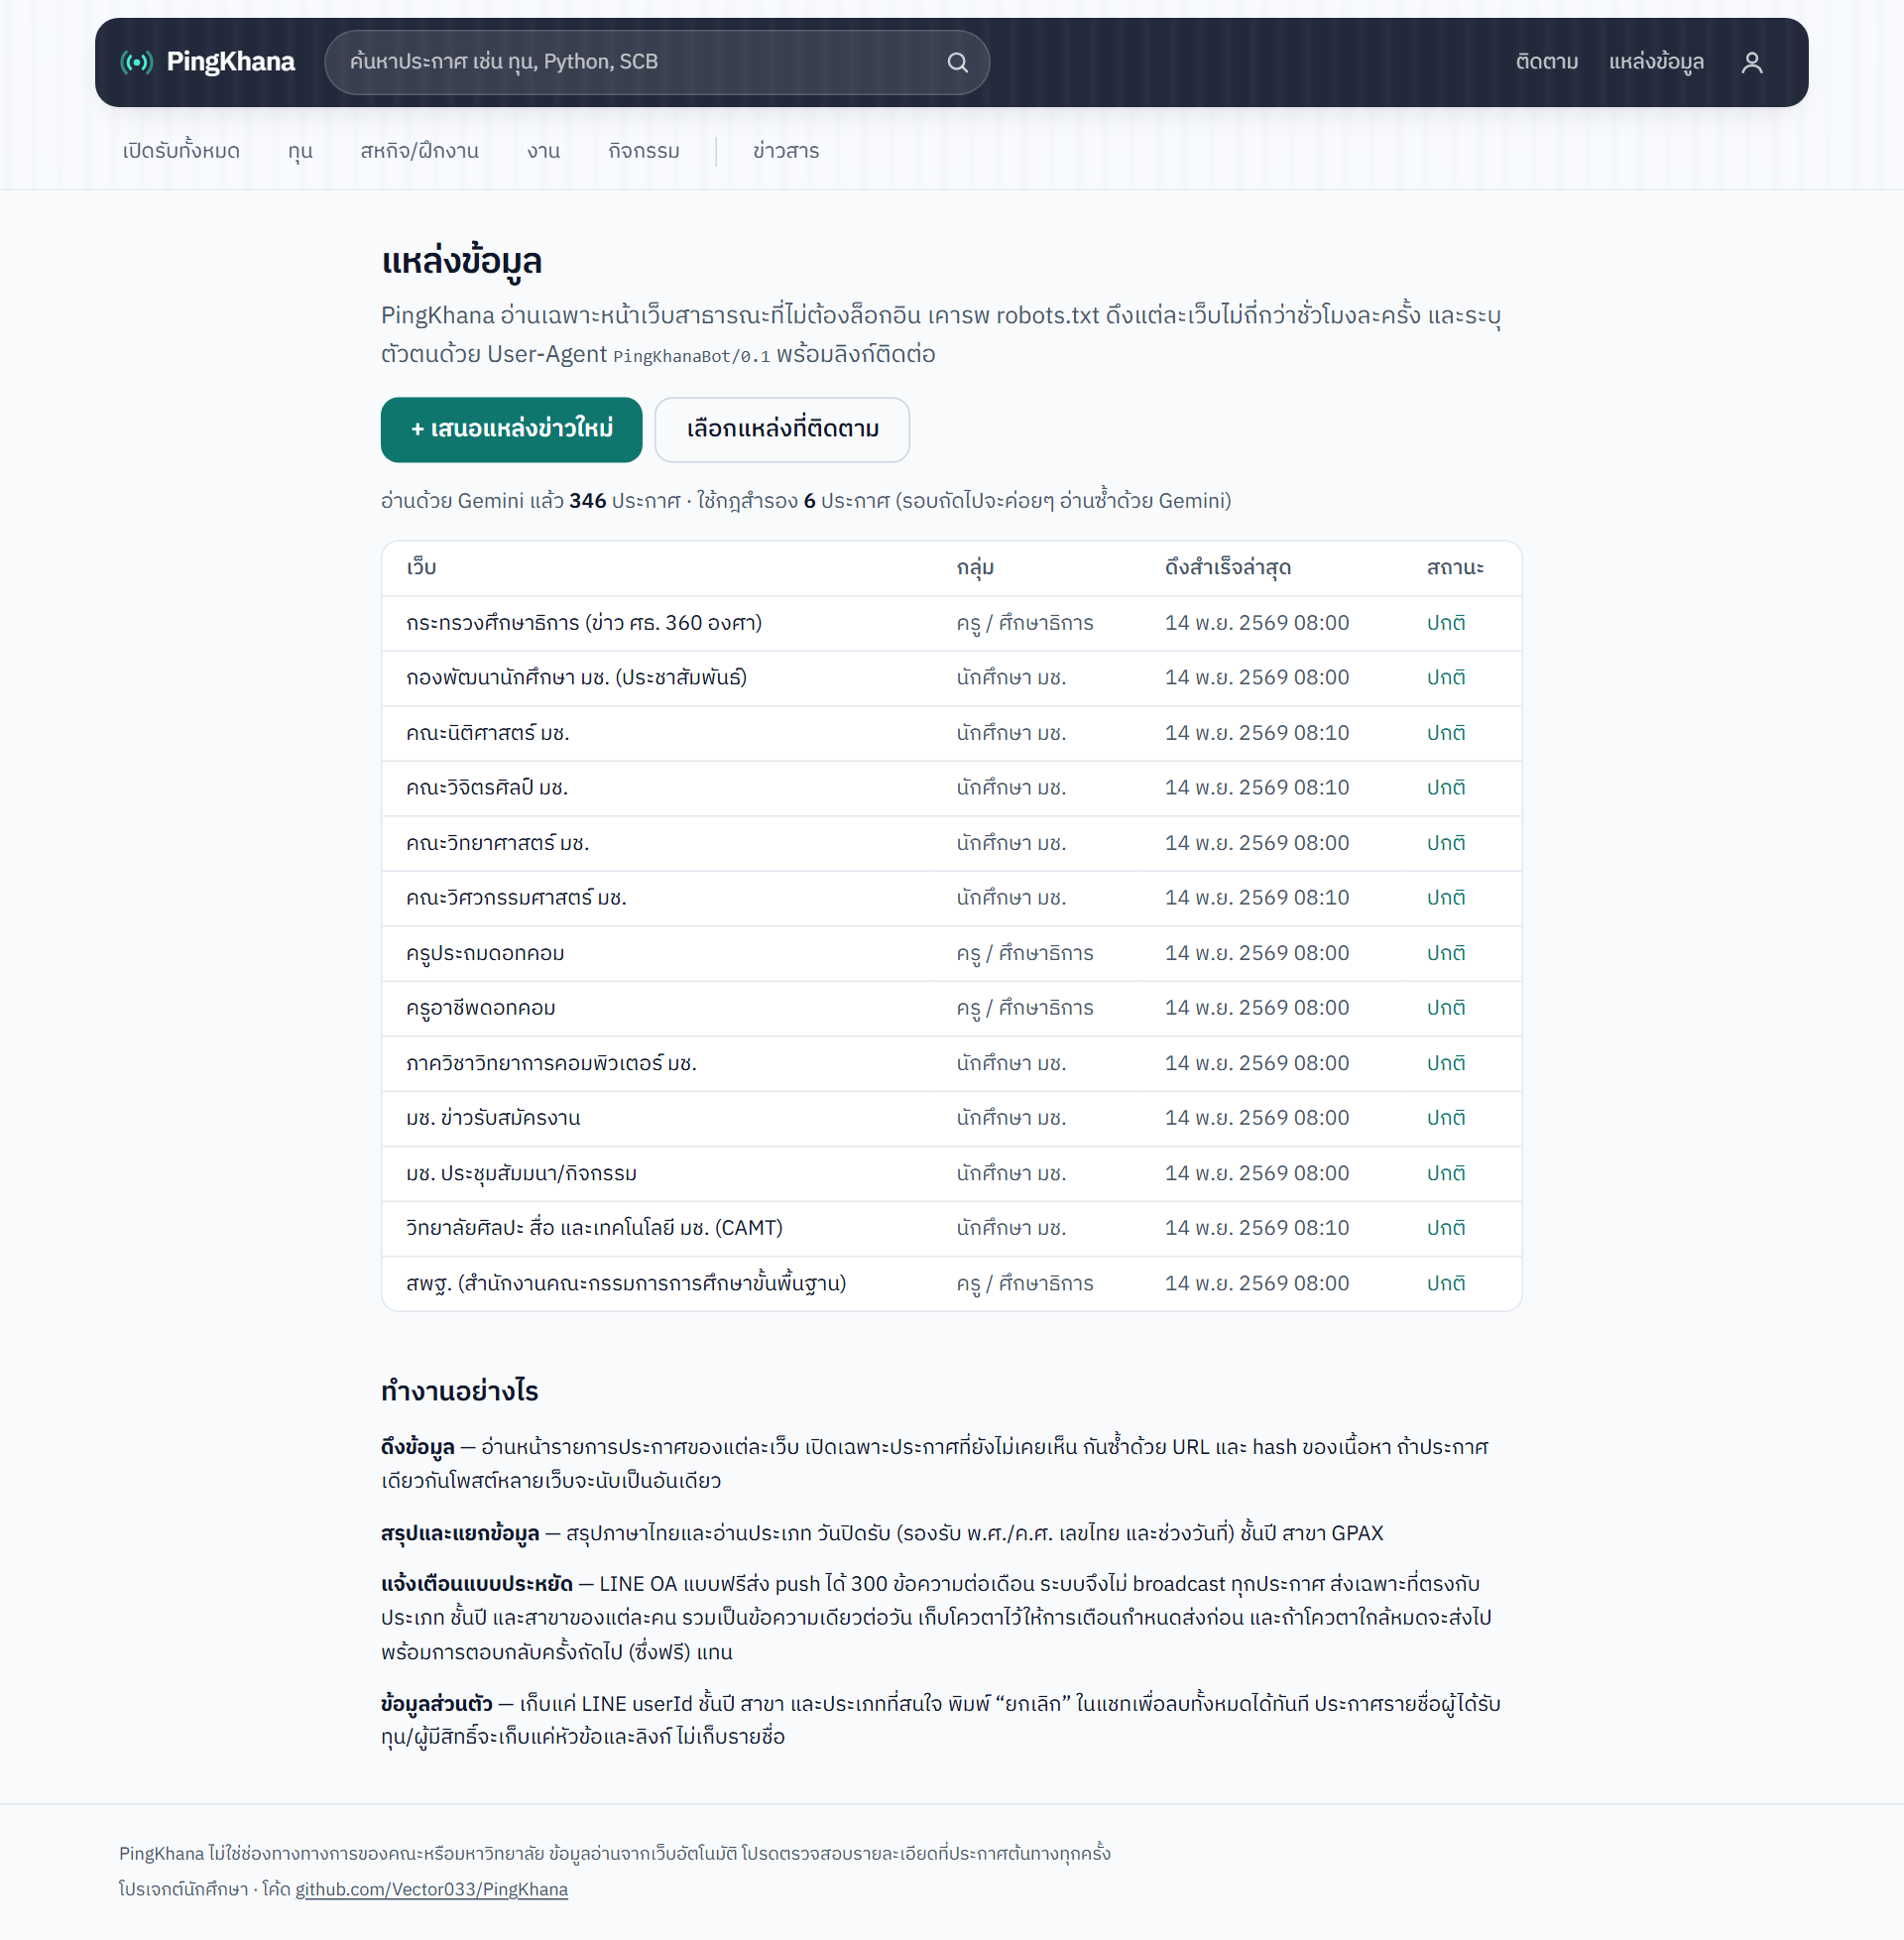 PingKhana
ค้นหาประกาศ เช่น ทุน, Python, SCB
ติดตาม แหล่งข้อมูล
เปิดรับทั้งหมด ทุน สหกิจ/ฝึกงาน งาน กิจกรรม ข่าวสาร
แหล่งข้อมูล
PingKhana อ่านเฉพาะหน้าเว็บสาธารณะที่ไม่ต้องล็อกอิน เคารพ robots.txt ดึงแต่ละเว็บไม่ถี่กว่าชั่วโมงละครั้ง และระบุ
ตัวตนด้วย User-Agent PingKhanaBot/0.1 พร้อมลิงก์ติดต่อ
+ เสนอแหล่งข่าวใหม่ เลือกแหล่งที่ติดตาม
อ่านด้วย Gemini แล้ว 346 ประกาศ · ใช้กฎสำรอง 6 ประกาศ (รอบถัดไปจะค่อยๆ อ่านซ้ำด้วย Gemini)
เว็บ กลุ่ม ดึงสำเร็จล่าสุด สถานะ
กระทรวงศึกษาธิการ (ข่าว ศธ. 360 องศา) ครู / ศึกษาธิการ 14 พ.ย. 2569 08:00 ปกติ
กองพัฒนานักศึกษา มช. (ประชาสัมพันธ์) นักศึกษา มช. 14 พ.ย. 2569 08:00 ปกติ
คณะนิติศาสตร์ มช. นักศึกษา มช. 14 พ.ย. 2569 08:10 ปกติ
คณะวิจิตรศิลป์ มช. นักศึกษา มช. 14 พ.ย. 2569 08:10 ปกติ
คณะวิทยาศาสตร์ มช. นักศึกษา มช. 14 พ.ย. 2569 08:00 ปกติ
คณะวิศวกรรมศาสตร์ มช. นักศึกษา มช. 14 พ.ย. 2569 08:10 ปกติ
ครูประถมดอทคอม ครู / ศึกษาธิการ 14 พ.ย. 2569 08:00 ปกติ
ครูอาชีพดอทคอม ครู / ศึกษาธิการ 14 พ.ย. 2569 08:00 ปกติ
ภาควิชาวิทยาการคอมพิวเตอร์ มช. นักศึกษา มช. 14 พ.ย. 2569 08:00 ปกติ
มช. ข่าวรับสมัครงาน นักศึกษา มช. 14 พ.ย. 2569 08:00 ปกติ
มช. ประชุมสัมมนา/กิจกรรม นักศึกษา มช. 14 พ.ย. 2569 08:00 ปกติ
วิทยาลัยศิลปะ สื่อ และเทคโนโลยี มช. (CAMT) นักศึกษา มช. 14 พ.ย. 2569 08:10 ปกติ
สพฐ. (สำนักงานคณะกรรมการการศึกษาขั้นพื้นฐาน) ครู / ศึกษาธิการ 14 พ.ย. 2569 08:00 ปกติ
ทำงานอย่างไร
ดึงข้อมูล — อ่านหน้ารายการประกาศของแต่ละเว็บ เปิดเฉพาะประกาศที่ยังไม่เคยเห็น กันซ้ำด้วย URL และ hash ของเนื้อหา ถ้าประกาศ
เดียวกันโพสต์หลายเว็บจะนับเป็นอันเดียว
สรุปและแยกข้อมูล — สรุปภาษาไทยและอ่านประเภท วันปิดรับ (รองรับ พ.ศ./ค.ศ. เลขไทย และช่วงวันที่) ชั้นปี สาขา GPAX
แจ้งเตือนแบบประหยัด — LINE OA แบบฟรีส่ง push ได้ 300 ข้อความต่อเดือน ระบบจึงไม่ broadcast ทุกประกาศ ส่งเฉพาะที่ตรงกับ
ประเภท ชั้นปี และสาขาของแต่ละคน รวมเป็นข้อความเดียวต่อวัน เก็บโควตาไว้ให้การเตือนกำหนดส่งก่อน และถ้าโควตาใกล้หมดจะส่งไป
พร้อมการตอบกลับครั้งถัดไป (ซึ่งฟรี) แทน
ข้อมูลส่วนตัว — เก็บแค่ LINE userId ชั้นปี สาขา และประเภทที่สนใจ พิมพ์ “ยกเลิก” ในแชทเพื่อลบทั้งหมดได้ทันที ประกาศรายชื่อผู้ได้รับ
ทุน/ผู้มีสิทธิ์จะเก็บแค่หัวข้อและลิงก์ ไม่เก็บรายชื่อ
PingKhana ไม่ใช่ช่องทางทางการของคณะหรือมหาวิทยาลัย ข้อมูลอ่านจากเว็บอัตโนมัติ โปรดตรวจสอบรายละเอียดที่ประกาศต้นทางทุกครั้ง
โปรเจกต์นักศึกษา · โค้ด github.com/Vector033/PingKhana